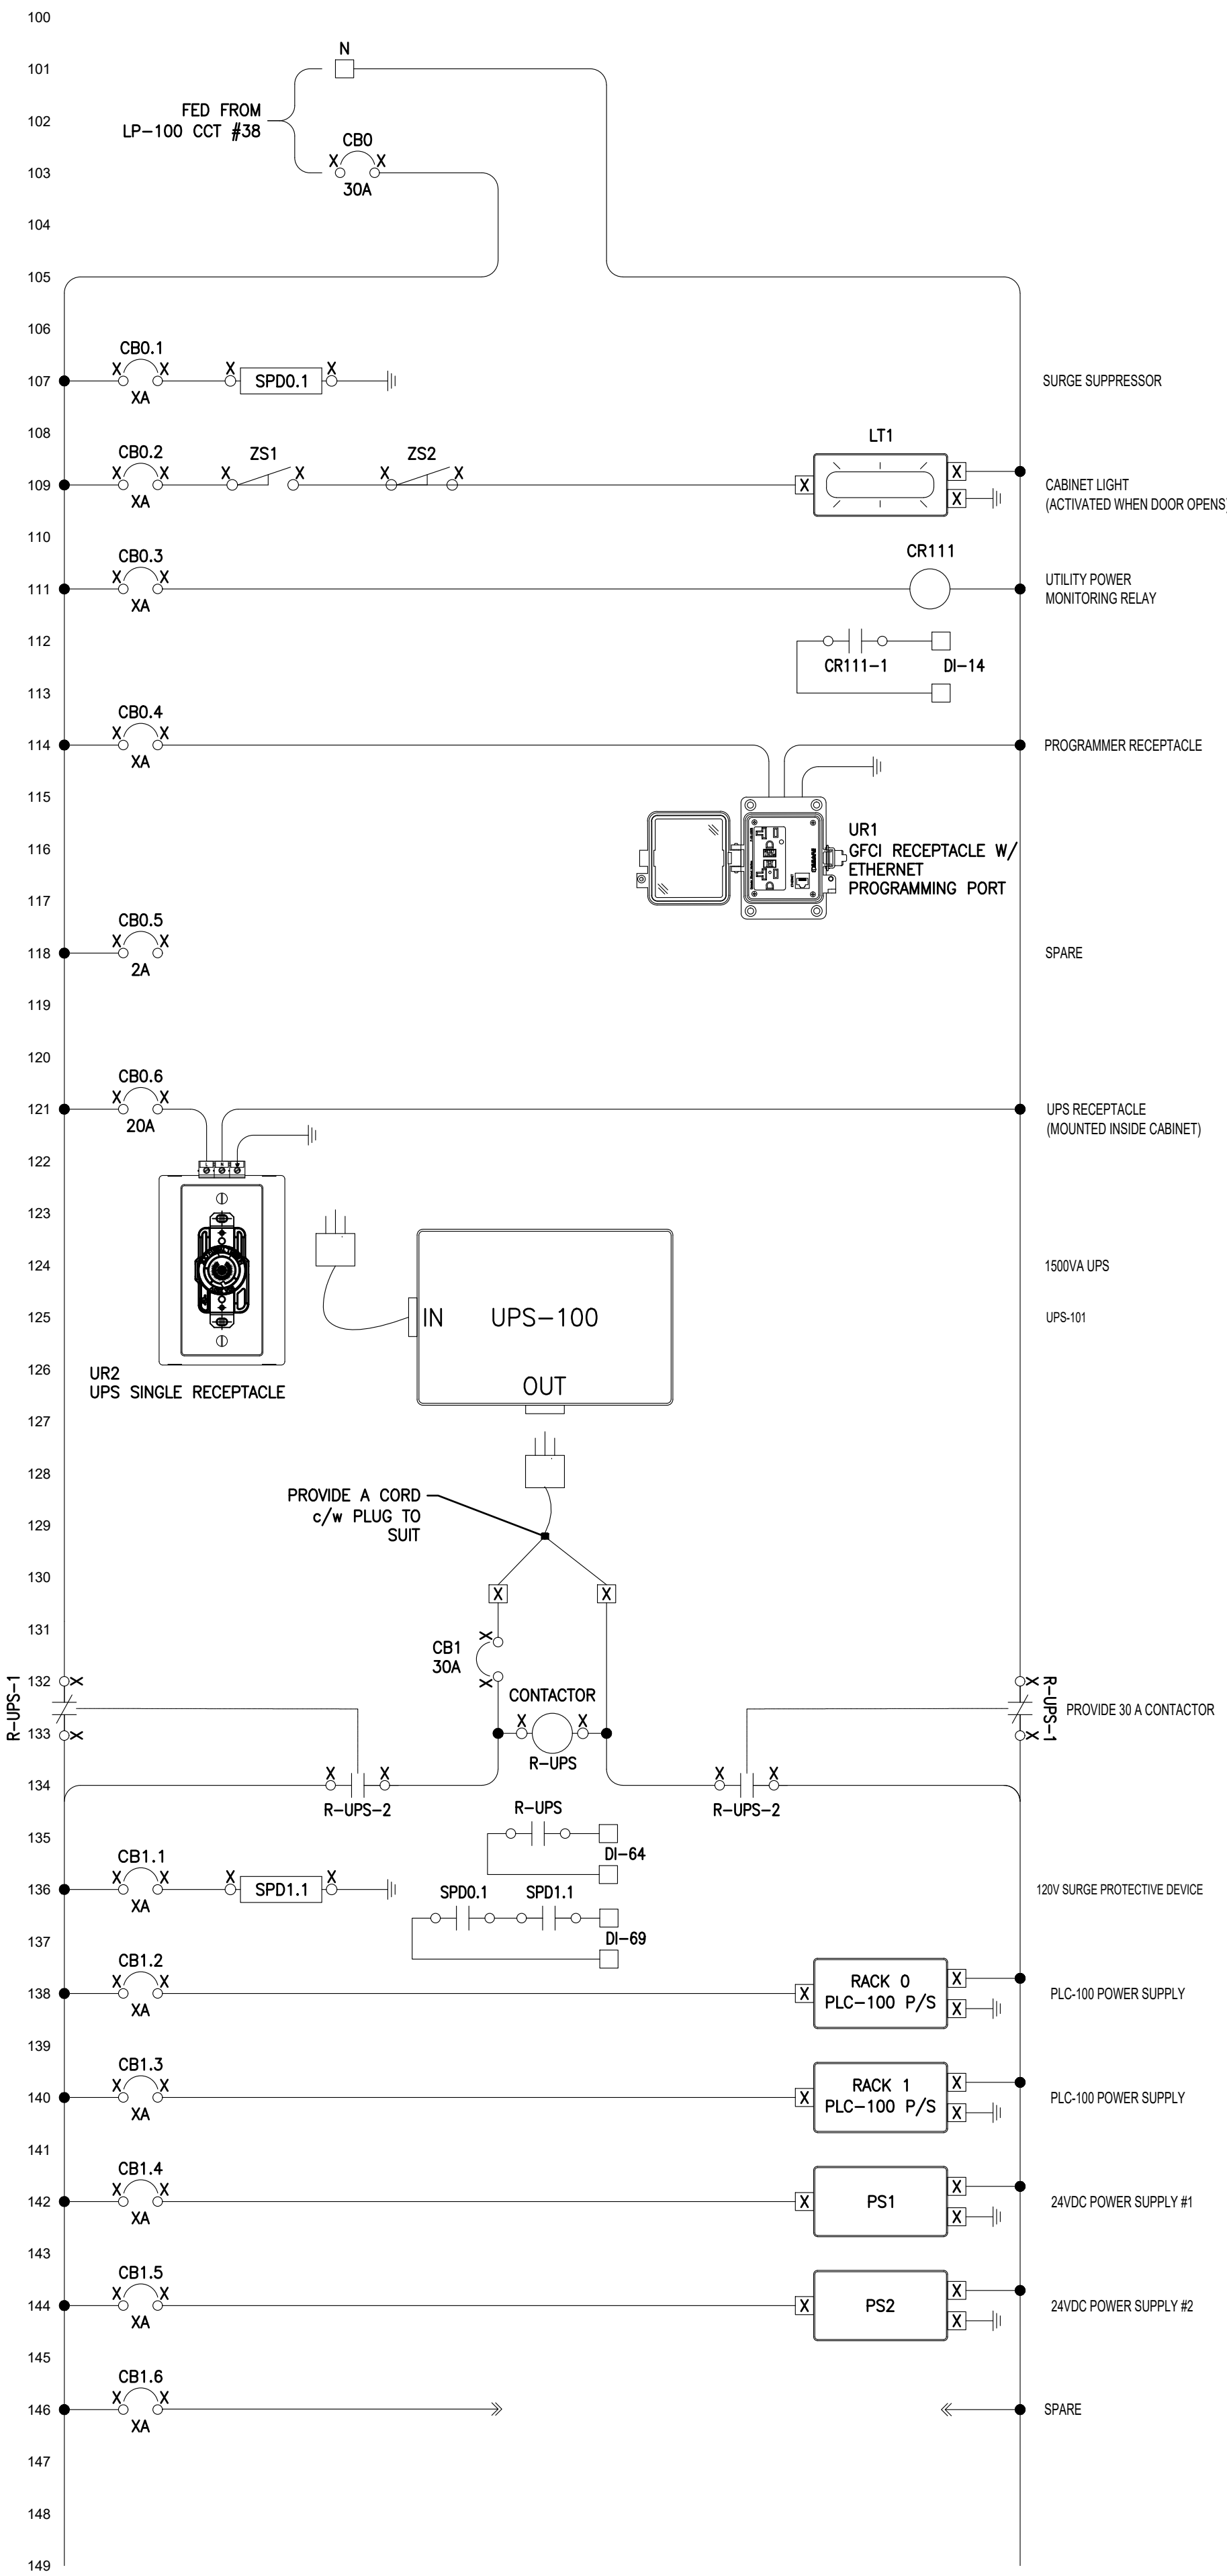 100
N
101
FED FROM
LP-100 CCT #38
102
CB0
X X
103
30A
104
105
106
CB0.1
X X X X
107 SPD0.1 SURGE SUPPRESSOR
XA
108
LT1
CB0.2 ZS1 ZS2
X X X X X X X
109 X CABINET LIGHT
XA X (ACTIVATED WHEN DOOR OPENS)
110
CB0.3 CR111
X X UTILITY POWER
111 MONITORING RELAY
XA
112
CR111-1 DI-14
113
CB0.4
X X
114 PROGRAMMER RECEPTACLE
XA
115
UR1
116 GFCI RECEPTACLE W/
ETHERNET
PROGRAMMING PORT
117
CB0.5
X X
118 SPARE
2A
119
120
CB0.6
X X
121 UPS RECEPTACLE
20A (MOUNTED INSIDE CABINET)
122
123
124 1500VA UPS
125 IN UPS-100 UPS-101
126 OUT
UR2
UPS SINGLE RECEPTACLE
127
128
PROVIDE A CORD
c/w PLUG TO
SUIT
129
130
X X
131
X
CB1
30A
X
132 X X
R-UPS-1 CONTACTOR R-UPS-1 PROVIDE 30 A CONTACTOR
133 X X X X
R-UPS
X X X X
134
R-UPS-2 R-UPS-2
R-UPS
135
DI-64
CB1.1
X X X X
136 SPD1.1 120V SURGE PROTECTIVE DEVICE
XA
SPD0.1 SPD1.1
137 DI-69
CB1.2
X X RACK 0 X
138 X PLC-100 P/S PLC-100 POWER SUPPLY
XA X
139
CB1.3
X X RACK 1 X
140 X PLC-100 P/S PLC-100 POWER SUPPLY
XA X
141
CB1.4
X X X
142 X PS1 24VDC POWER SUPPLY #1
XA X
143
CB1.5
X X X
144 X PS2 24VDC POWER SUPPLY #2
XA X
145
CB1.6
X X
146 SPARE
XA
147
148
149